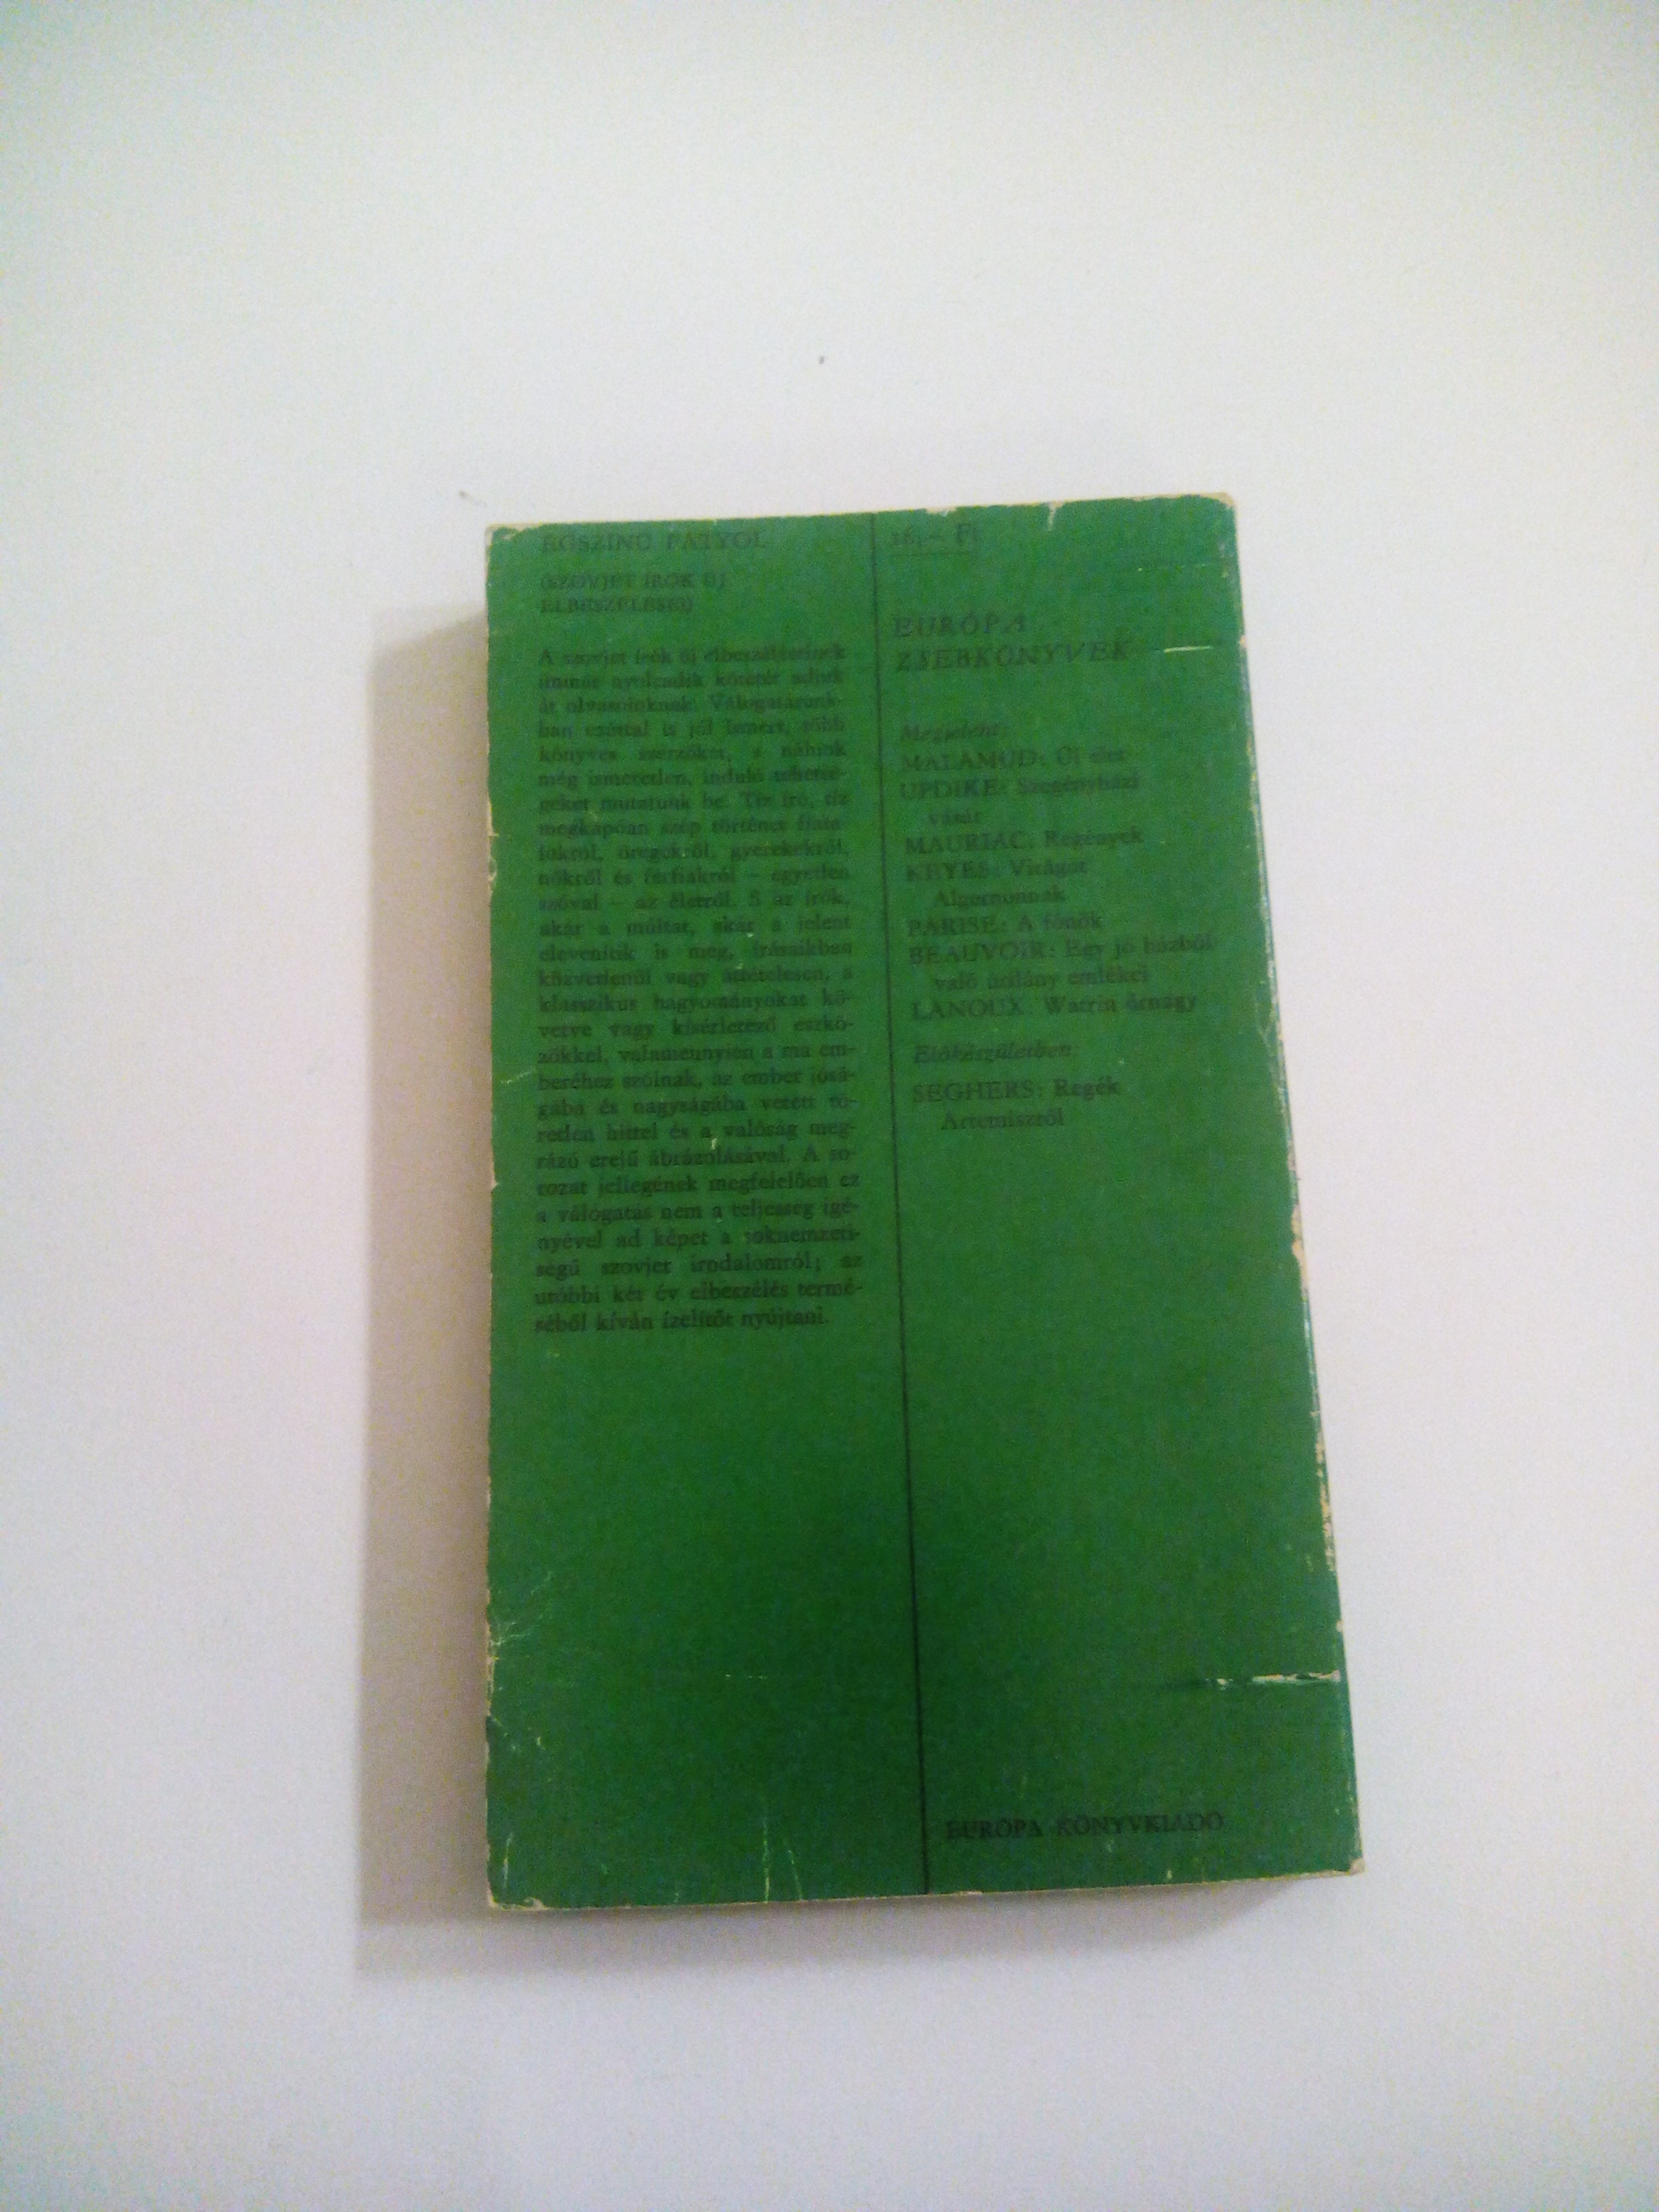 ÉGSZÍNŰ FÁTYOL
(SZOVJET ÍRÓK ÚJ
ELBESZÉLÉSEI)
A szovjet írók új elbeszéléseinek
immár nyolcadik kötetét adjuk
át olvasóinknak. Válogatásunk-
ban ezúttal is jól ismert, több
könyves szerzőket, s nálunk
még ismeretlen, induló tehetsé-
geket mutatunk be. Tíz író, tíz
megkapóan szép történet fiata-
lokról, öregekről, gyerekekről,
nőkről és férfiakról – egyetlen
szóval – az életről. S az írók,
akár a múltat, akár a jelent
elevenítik is meg, írásaikban
közvetlenül vagy áttételesen, a
klasszikus hagyományokat kö-
vetve vagy kísérletező eszkö-
zökkel, valamennyien a ma em-
beréhez szólnak, az ember jósá-
gába és nagyságába vetett tö-
retlen hittel és a valóság meg-
rázó erejű ábrázolásával. A so-
rozat jellegének megfelelően ez
a válogatás nem a teljesség igé-
nyével ad képet a soknemzeti-
ségű szovjet irodalomról; az
utóbbi két év elbeszélés termé-
séből kíván ízelítőt nyújtani.
Ft
EURÓPA
ZSEBKÖNYVEK
Megjelent:
MALAMUD: Új élet
UPDIKE: Szegényházi
vásár
MAURIAC: Regények
KEYES: Virágot
Algernonnak
PARISE: A főnök
BEAUVOIR: Egy jó házból
való úrilány emlékei
LANOUX: Watrin őrnagy
Előkészületben:
SEGHERS: Regék
Artemiszről
EURÓPA KÖNYVKIADÓ